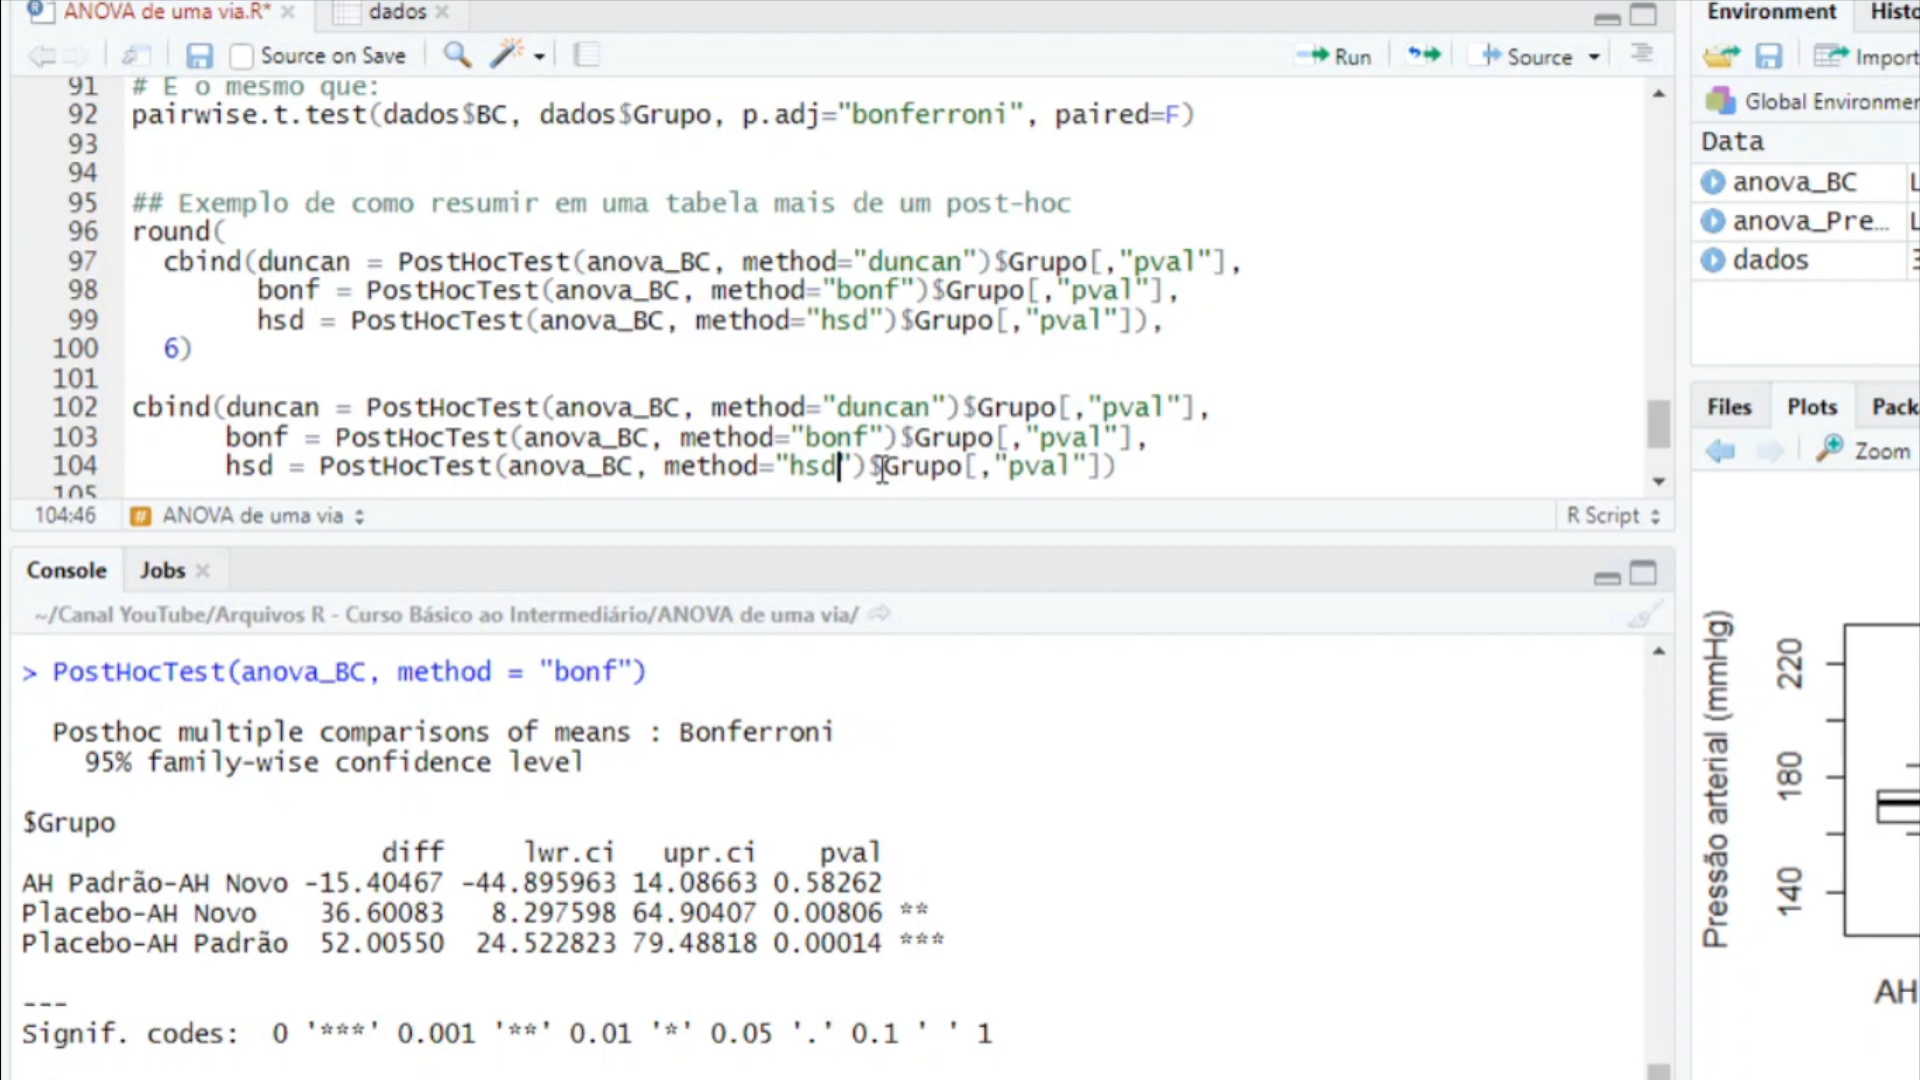 ANOVA de uma via.R*
dados
Source on Save
Run
Source
91 # É o mesmo que:
92 pairwise.t.test(dados$BC, dados$Grupo, p.adj="bonferroni", paired=F)
93
94
95 ## Exemplo de como resumir em uma tabela mais de um post-hoc
96 round(
97   cbind(duncan = PostHocTest(anova_BC, method="duncan")$Grupo[,"pval"],
98         bonf = PostHocTest(anova_BC, method="bonf")$Grupo[,"pval"],
99         hsd = PostHocTest(anova_BC, method="hsd")$Grupo[,"pval"]),
100   6)
101
102 cbind(duncan = PostHocTest(anova_BC, method="duncan")$Grupo[,"pval"],
103       bonf = PostHocTest(anova_BC, method="bonf")$Grupo[,"pval"],
104       hsd = PostHocTest(anova_BC, method="hsd")$Grupo[,"pval"])
105
104:46 # ANOVA de uma via
R Script
Console
Jobs
~/Canal YouTube/Arquivos R - Curso Básico ao Intermediário/ANOVA de uma via/
> PostHocTest(anova_BC, method = "bonf")
Posthoc multiple comparisons of means : Bonferroni
95% family-wise confidence level
$Grupo
diff lwr.ci upr.ci pval
AH Padrão-AH Novo -15.40467 -44.895963 14.08663 0.58262
Placebo-AH Novo 36.60083 8.297598 64.90407 0.00806 **
Placebo-AH Padrão 52.00550 24.522823 79.48818 0.00014 ***
---
Signif. codes: 0 '***' 0.001 '**' 0.01 '*' 0.05 '.' 0.1 ' ' 1
Environment
Histo
Import
Global Environmen
Data
anova_BC
anova_Pre…
dados
Files
Plots
Pack
Zoom
Pressão arterial (mmHg)
220
180
140
AH